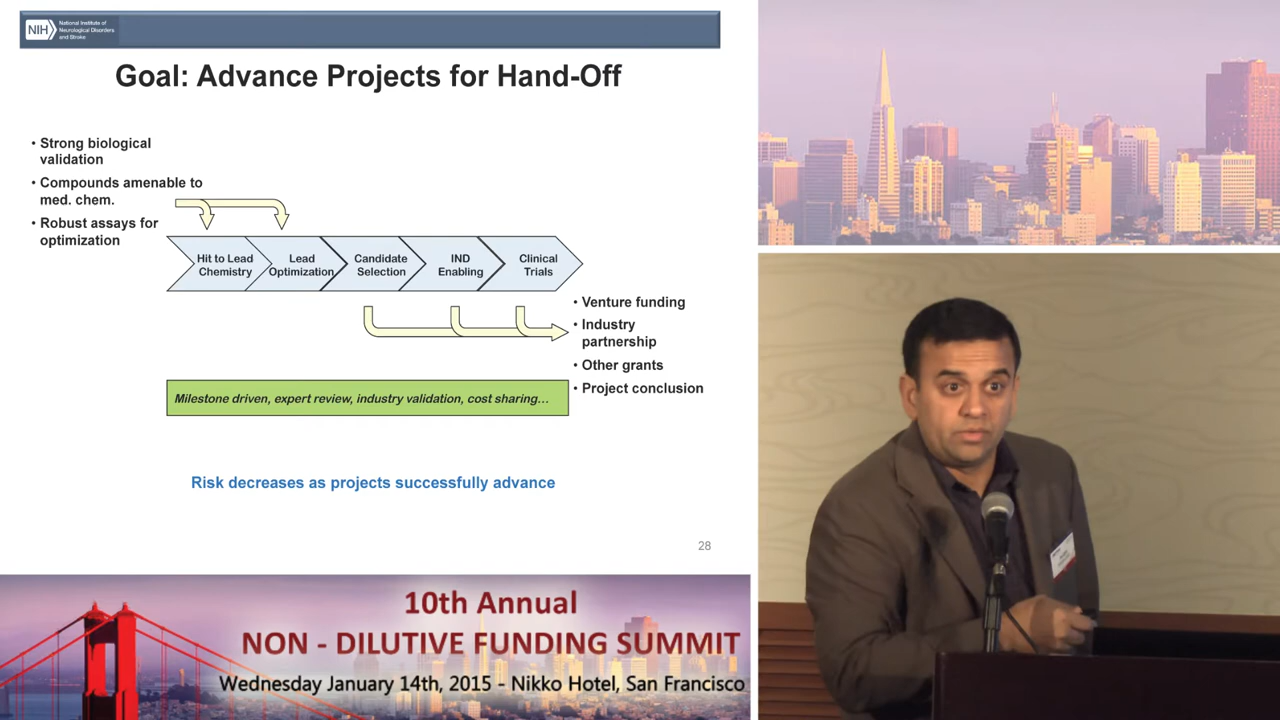 NIH
National Institute of
Neurological Disorders
and Stroke
Goal: Advance Projects for Hand-Off
• Strong biological
validation
• Compounds amenable to
med. chem.
• Robust assays for
optimization
Hit to Lead
Chemistry
Lead
Optimization
Candidate
Selection
IND
Enabling
Clinical
Trials
• Venture funding
• Industry
partnership
• Other grants
• Project conclusion
Milestone driven, expert review, industry validation, cost sharing…
Risk decreases as projects successfully advance
28
10th Annual
NON - DILUTIVE FUNDING SUMMIT
Wednesday January 14th, 2015 - Nikko Hotel, San Francisco